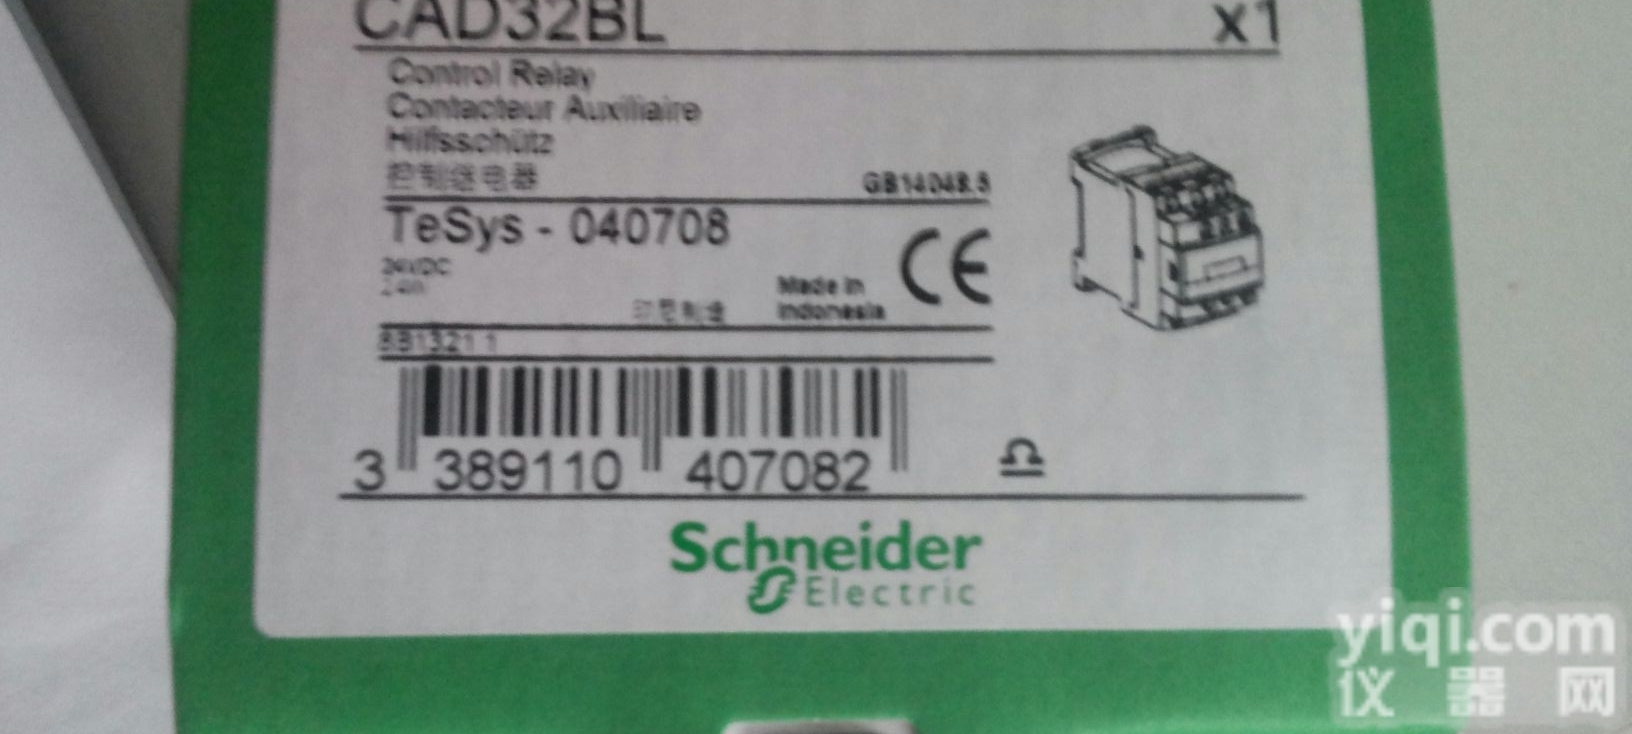 CAD32BL x1
Control Relay
Contacteur Auxiliaire
Hilfsschütz
控制继电器 GB14048.5
TeSys - 040708
24VDC
Made in
印尼制造 Indonesia
CE
3 389110 407082
Schneider
Electric
yiqi.com
仪器网